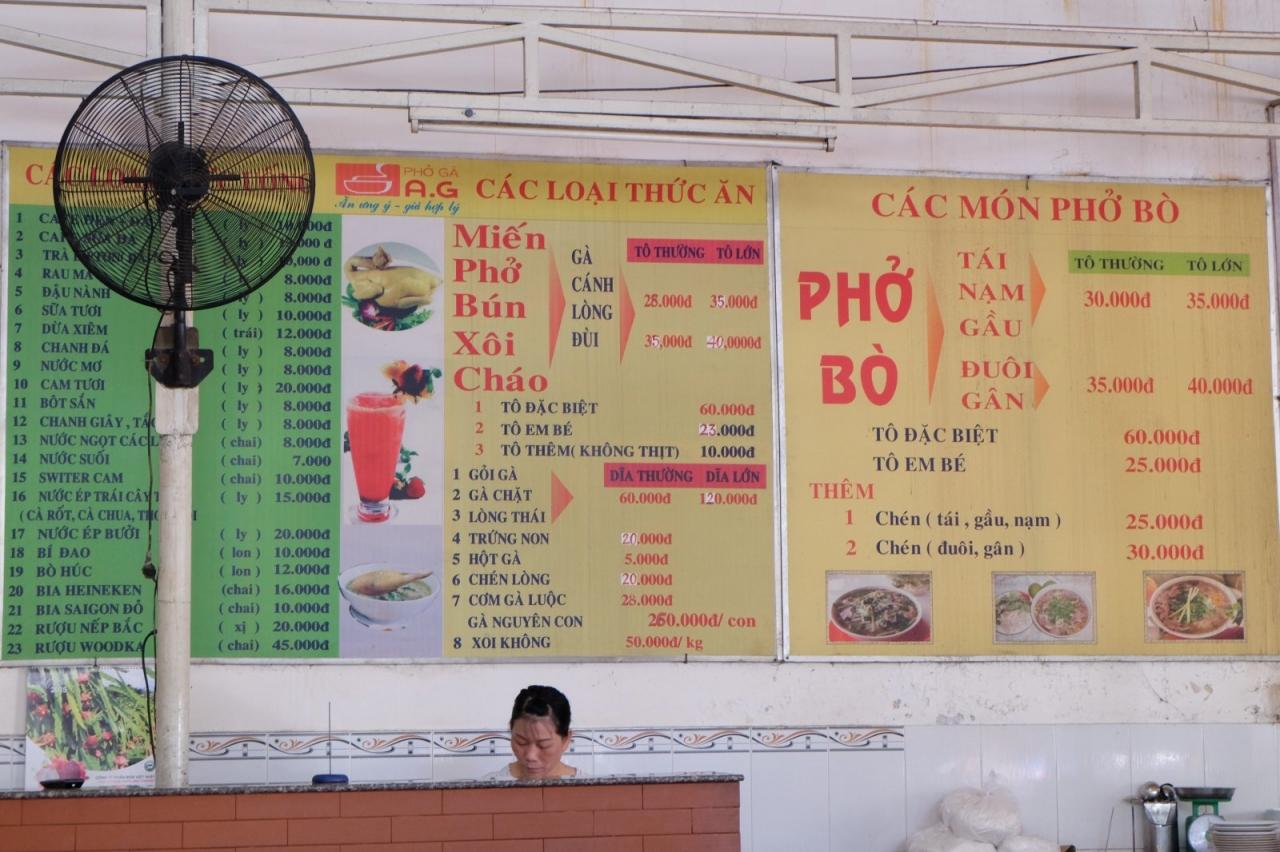 PHỞ GÀ
A.G
Ăn ưng ý - giá hợp lý
1 CAFE ĐEN ĐÁ ( ly )
2 CAFE SỮA ĐÁ ( ly )
3 TRÀ LIPTON
4 RAU MÁ 8.000đ
5 ĐẬU NÀNH 8.000đ
6 SỮA TƯƠI ( ly ) 10.000đ
7 DỪA XIÊM (trái) 12.000đ
8 CHANH ĐÁ ( ly ) 8.000đ
9 NƯỚC MƠ ( ly ) 8.000đ
10 CAM TƯƠI ( ly ) 20.000đ
11 BÔT SẮN ( ly ) 8.000đ
12 CHANH GIÂY , TẮC ( ly ) 8.000đ
13 NƯỚC NGỌT CÁC L (chai) 8.000đ
14 NƯỚC SUỐI (chai) 7.000
15 SWITER CAM (chai) 10.000đ
16 NƯỚC ÉP TRÁI CÂY ( ly ) 15.000đ
( CÀ RỐT, CÀ CHUA,
17 NƯỚC ÉP BƯỞI ( ly ) 20.000đ
18 BÍ ĐAO ( lon ) 10.000đ
19 BÒ HÚC ( lon ) 12.000đ
20 BIA HEINEKEN (chai) 16.000đ
21 BIA SAIGON ĐỎ (chai) 10.000đ
22 RƯỢU NẾP BẮC ( xị ) 20.000đ
23 RƯỢU WOODKA (chai) 45.000đ
CÁC LOẠI THỨC ĂN
Miến
Phở
Bún
Xôi
Cháo
GÀ
CÁNH
LÒNG
ĐÙI
TÔ THƯỜNG TÔ LỚN
28.000đ 35,000đ
35,000đ 40,0000đ
1 TÔ ĐẶC BIỆT 60.000đ
2 TÔ EM BÉ 23.000đ
3 TÔ THÊM( KHÔNG THỊT) 10.000đ
DĨA THƯỜNG DĨA LỚN
1 GỎI GÀ
2 GÀ CHẶT 60.000đ 120.000đ
3 LÒNG THÁI
4 TRỨNG NON 20.000đ
5 HỘT GÀ 5.000đ
6 CHÉN LÒNG 20.000đ
7 CƠM GÀ LUỘC 28.000đ
GÀ NGUYÊN CON 260.000đ/ con
8 XÔI KHÔNG 50.000đ/ kg
CÁC MÓN PHỞ BÒ
PHỞ
BÒ
TÁI
NẠM
GẦU
ĐUÔI
GÂN
TÔ THƯỜNG TÔ LỚN
30.000đ 35.000đ
35.000đ 40.000đ
TÔ ĐẶC BIỆT 60.000đ
TÔ EM BÉ 25.000đ
THÊM
1 Chén ( tái , gầu, nạm ) 25.000đ
2 Chén ( đuôi, gân ) 30.000đ